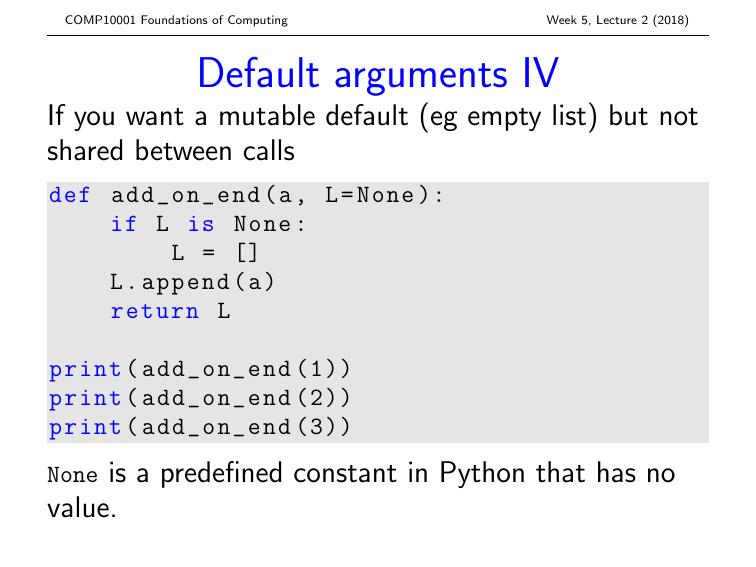 COMP10001 Foundations of Computing Week 5, Lecture 2 (2018)
Default arguments IV
If you want a mutable default (eg empty list) but not
shared between calls
def add_on_end(a, L=None):
    if L is None:
        L = []
    L.append(a)
    return L

print(add_on_end(1))
print(add_on_end(2))
print(add_on_end(3))
None is a predefined constant in Python that has no
value.